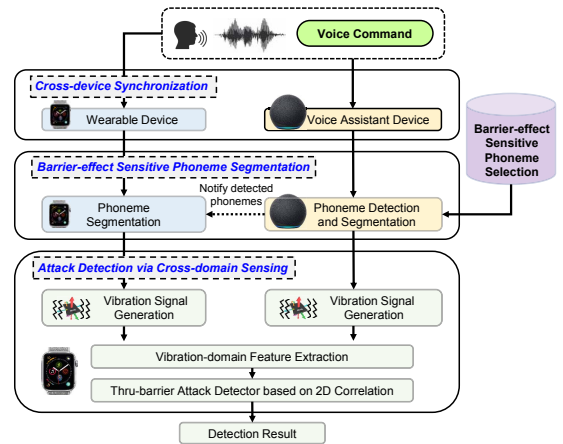 Voice Command
Cross-device Synchronization
Wearable Device
Voice Assistant Device
Barrier-effect
Sensitive
Phoneme
Selection
Barrier-effect Sensitive Phoneme Segmentation
Notify detected
phonemes
Phoneme
Segmentation
Phoneme Detection
and Segmentation
Attack Detection via Cross-domain Sensing
Vibration Signal
Generation
Vibration Signal
Generation
Vibration-domain Feature Extraction
Thru-barrier Attack Detector based on 2D Correlation
Detection Result